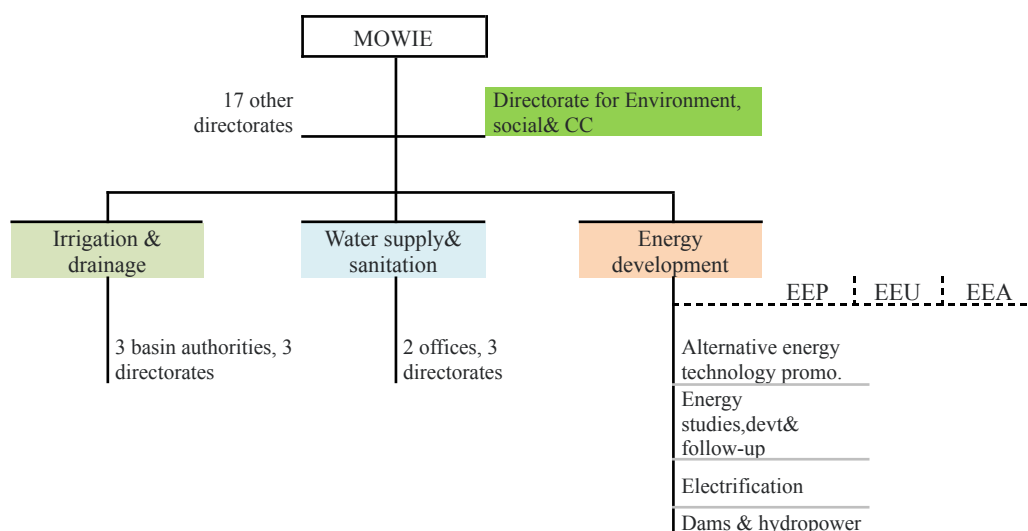 MOWIE
17 other
directorates
Directorate for Environment,
social& CC
Irrigation &
drainage
Water supply&
sanitation
Energy
development
EEP
EEU
EEA
3 basin authorities, 3
directorates
2 offices, 3
directorates
Alternative energy
technology promo.
Energy
studies,devt&
follow-up
Electrification
Dams & hydropower